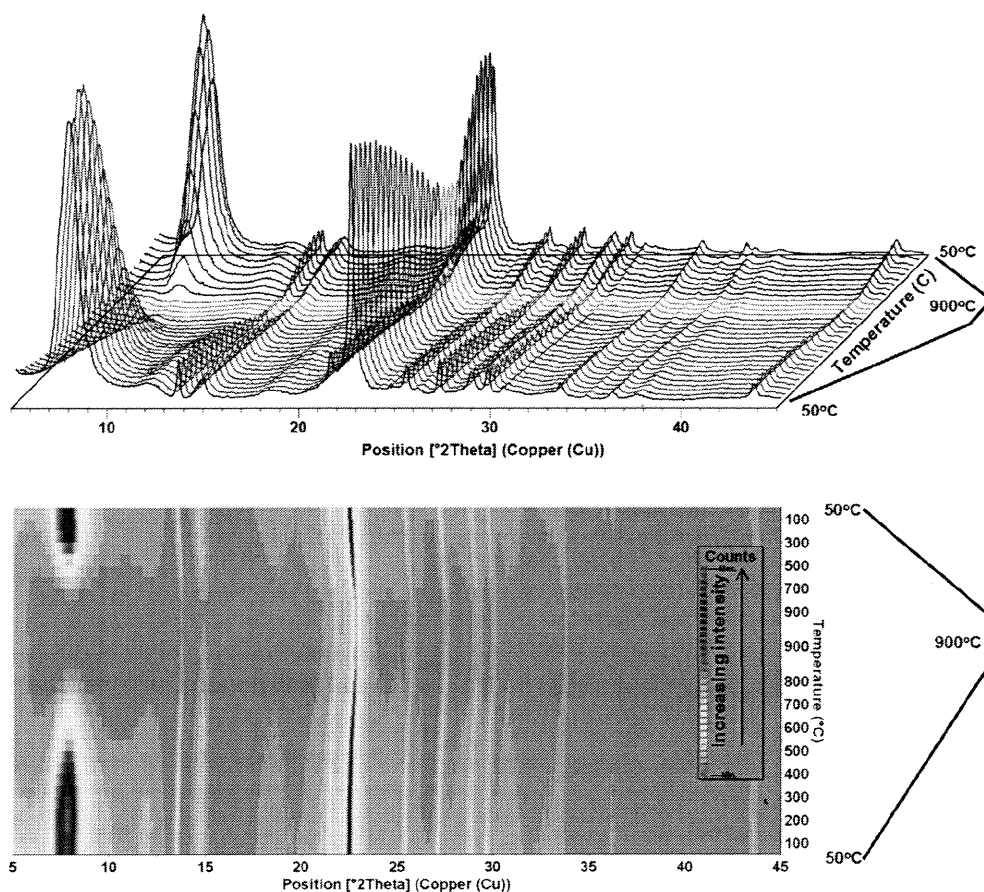 50°C
900°C
Temperature (C)
50°C
10 20 30 40
Position [°2Theta] (Copper (Cu))
50°C
100
300
500
700
900
900
800
700
600
500
400
300
200
100
Temperature (°C)
Counts
Increasing intensity
900°C
50°C
5 10 15 20 25 30 35 40 45
Position [°2Theta] (Copper (Cu))